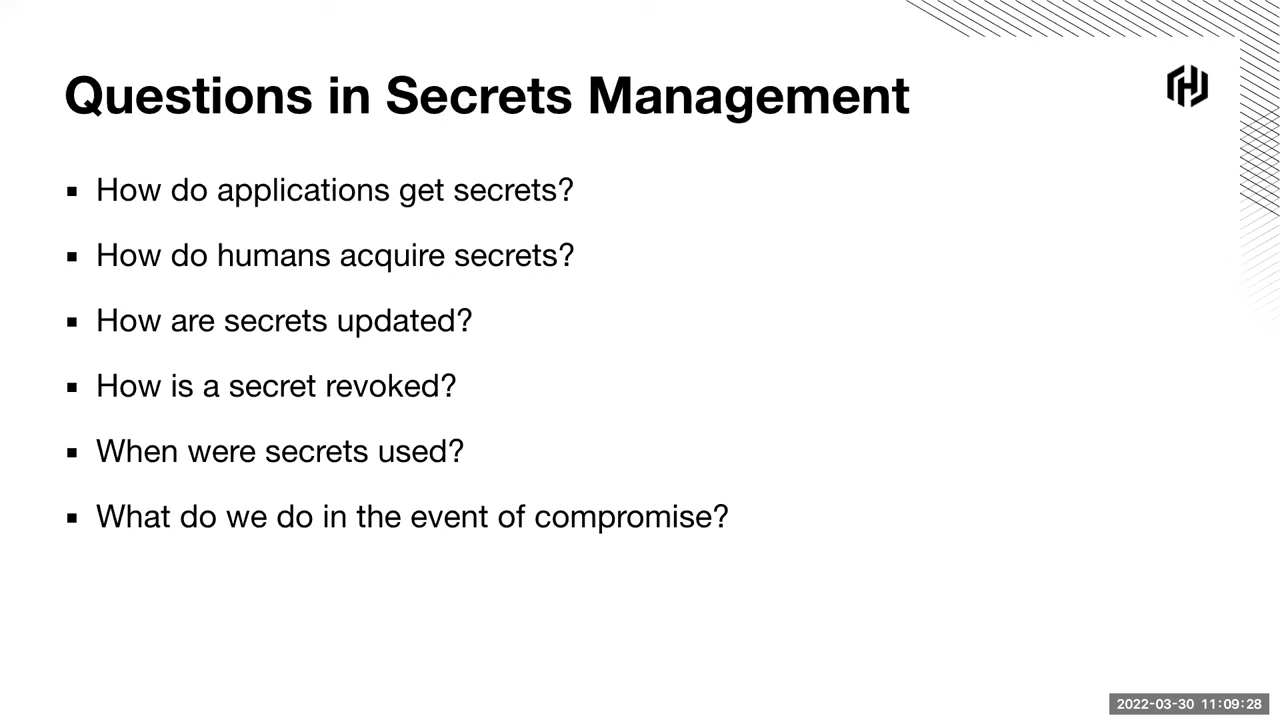 Questions in Secrets Management
▪ How do applications get secrets?
▪ How do humans acquire secrets?
▪ How are secrets updated?
▪ How is a secret revoked?
▪ When were secrets used?
▪ What do we do in the event of compromise?
2022-03-30 11:09:28